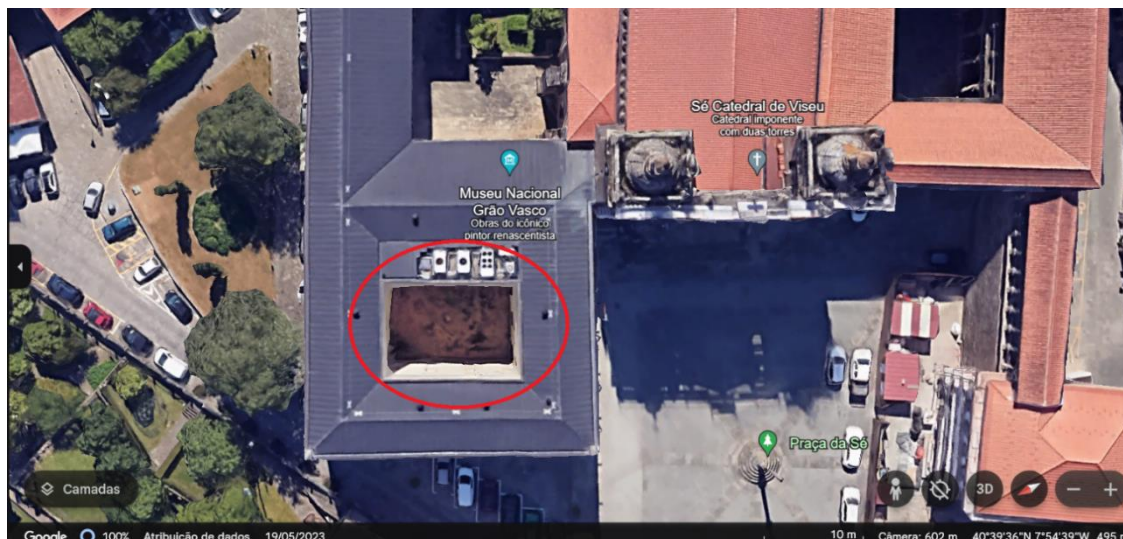 Sé Catedral de Viseu
Catedral imponente
com duas torres
Museu Nacional
Grão Vasco
Obras do icônico
pintor renascentista
Praça da Sé
Camadas
3D
Google 100% Atribuição de dados 19/05/2023 10 m Câmera: 602 m 40°39'36"N 7°54'39"W 495 m